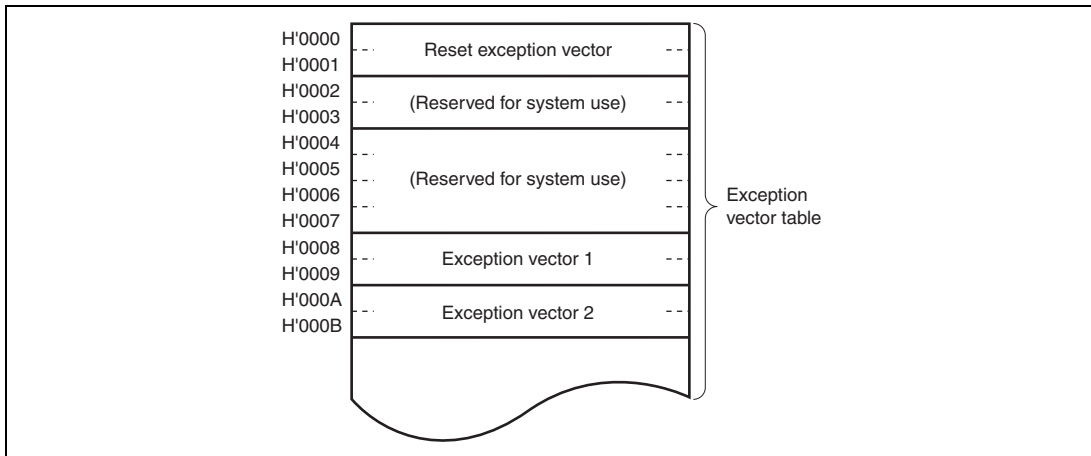 H'0000
Reset exception vector
H'0001
H'0002
(Reserved for system use)
H'0003
H'0004
H'0005
(Reserved for system use)
H'0006
H'0007
H'0008
Exception vector 1
H'0009
H'000A
Exception vector 2
H'000B
Exception
vector table